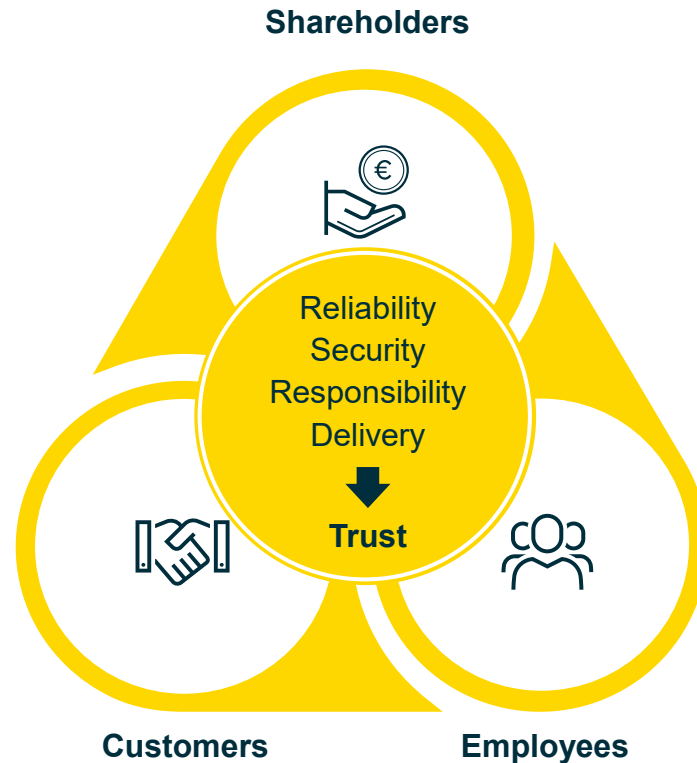 Shareholders
€
Reliability
Security
Responsibility
Delivery
Trust
Customers
Employees